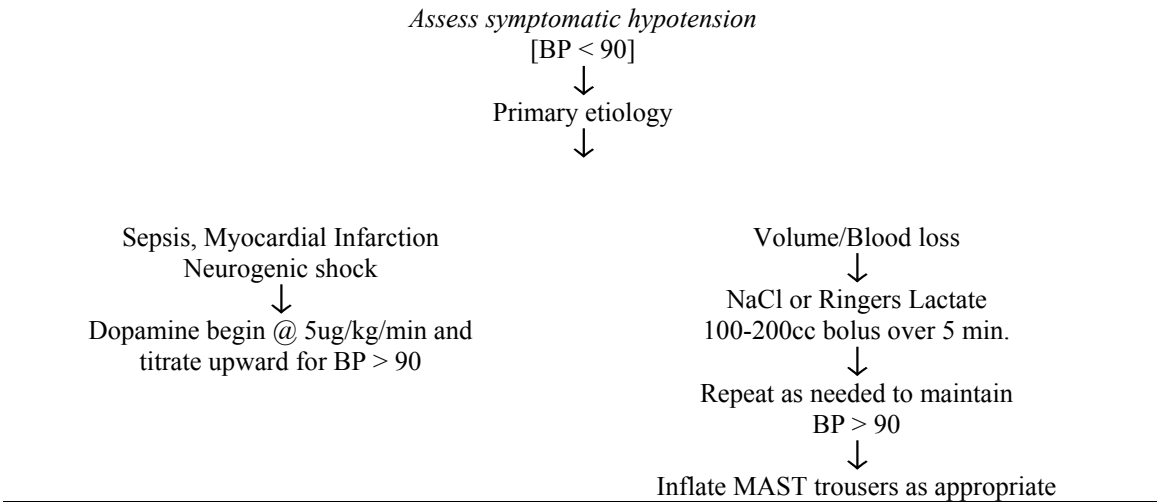 Assess symptomatic hypotension
[BP < 90]
↓
Primary etiology
↓
Sepsis, Myocardial Infarction
Neurogenic shock
↓
Dopamine begin @ 5ug/kg/min and
titrate upward for BP > 90
Volume/Blood loss
↓
NaCl or Ringers Lactate
100-200cc bolus over 5 min.
↓
Repeat as needed to maintain
BP > 90
↓
Inflate MAST trousers as appropriate